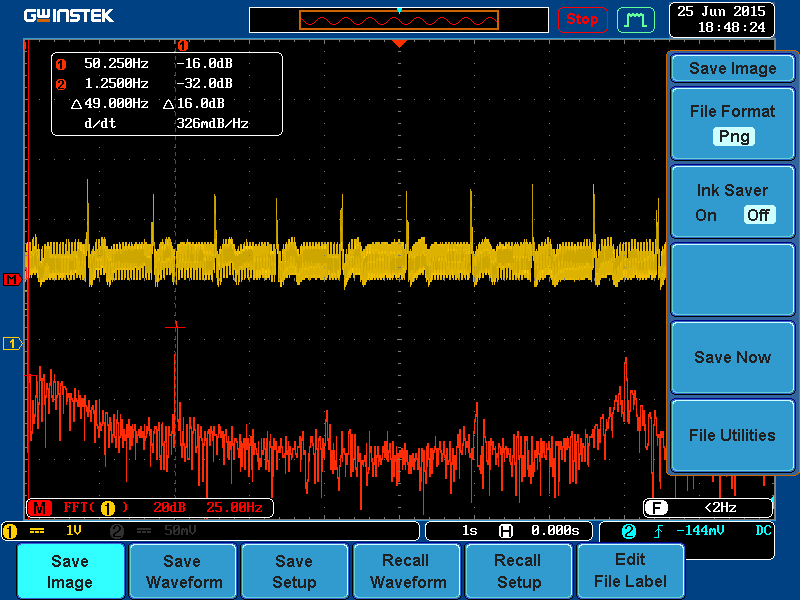 GWINSTEK
Stop
25 Jun 2015
18:48:24
1
1 50.250Hz -16.0dB
2 1.2500Hz -32.0dB
△49.000Hz △16.0dB
d/dt 326mdB/Hz
Save Image
File Format
Png
Ink Saver
On Off
M
1
Save Now
File Utilities
M FFT( 1 ) 20dB 25.00Hz
F <2Hz
1 1V 2 50mV
1s H 0.000s
2 -144mV DC
Save Image
Save Waveform
Save Setup
Recall Waveform
Recall Setup
Edit File Label